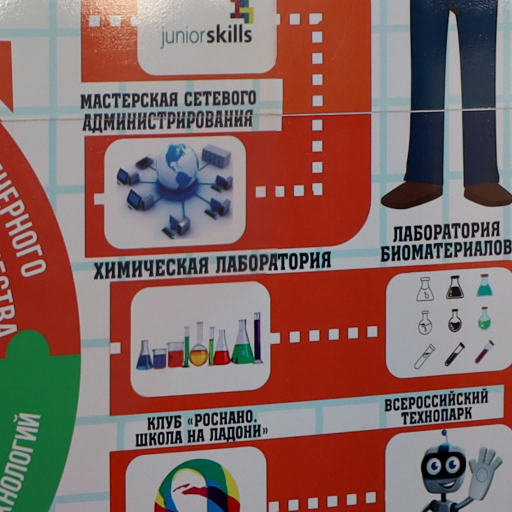 juniorskills
МАСТЕРСКАЯ СЕТЕВОГО
АДМИНИСТРИРОВАНИЯ
ХИМИЧЕСКАЯ ЛАБОРАТОРИЯ
ЛАБОРАТОРИЯ
БИОМАТЕРИАЛОВ
КЛУБ «РОСНАНО.
ШКОЛА НА ЛАДОНИ»
ВСЕРОССИЙСКИЙ
ТЕХНОПАРК